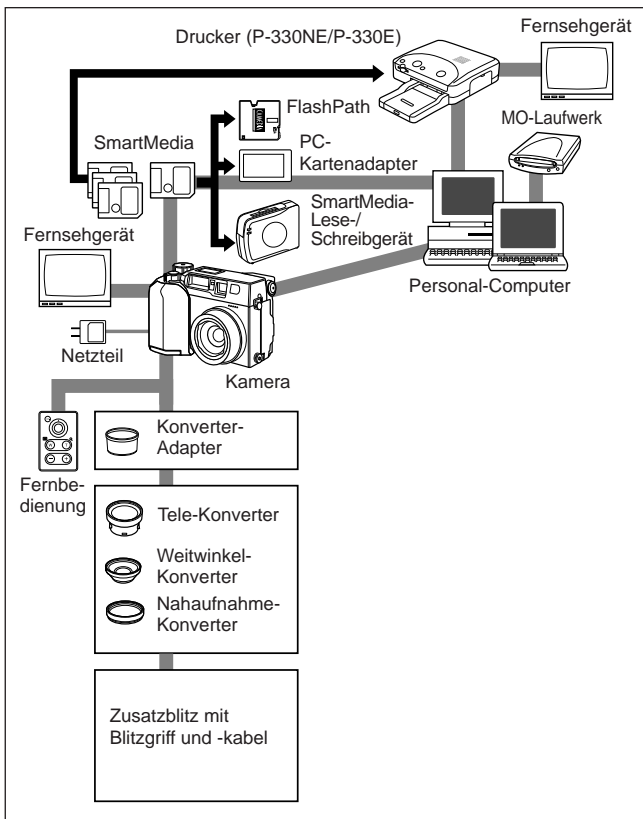 Drucker (P-330NE/P-330E)
Fernsehgerät
FlashPath
MO-Laufwerk
SmartMedia
PC-
Kartenadapter
SmartMedia-
Lese-/
Schreibgerät
Fernsehgerät
Personal-Computer
Netzteil
Kamera
Fernbe-
dienung
Konverter-
Adapter
Tele-Konverter
Weitwinkel-
Konverter
Nahaufnahme-
Konverter
Zusatzblitz mit
Blitzgriff und -kabel